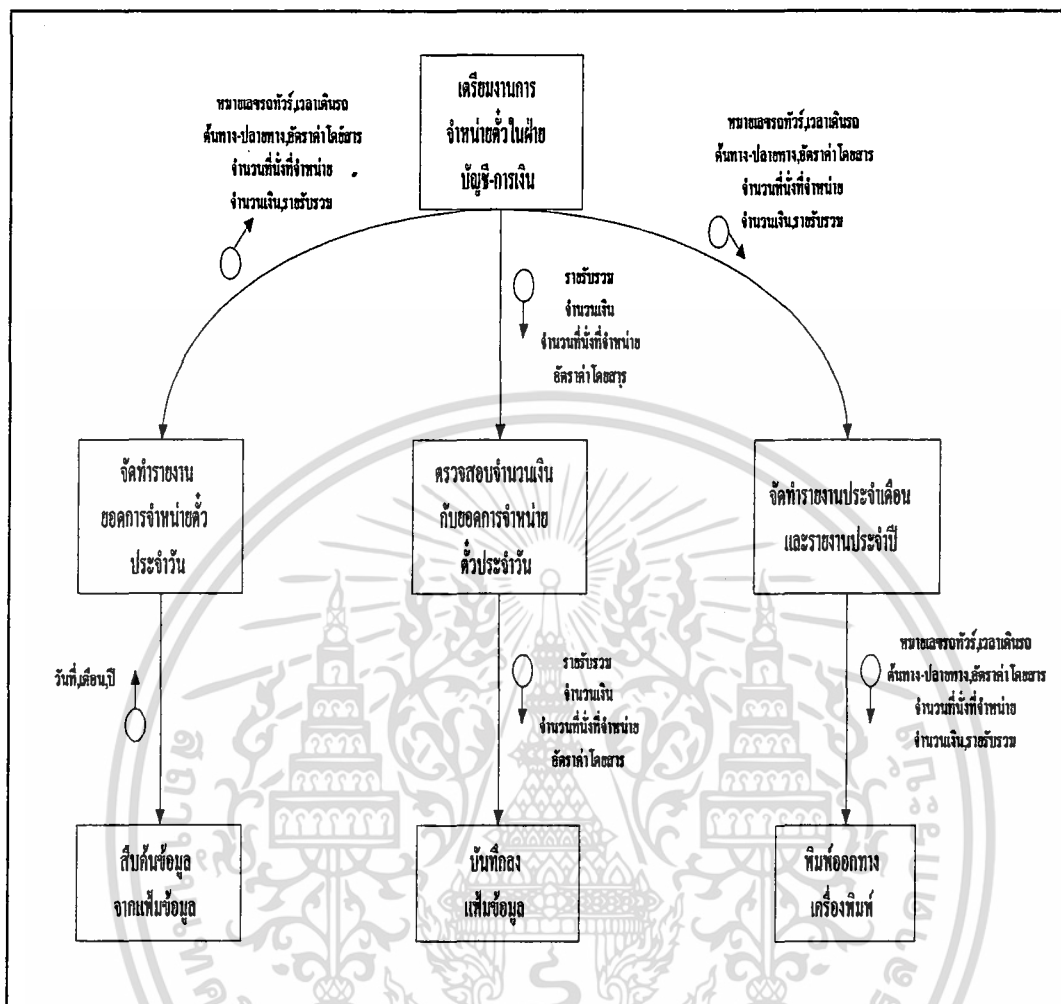 เตรียมงานการ
จำหน่ายตั๋วในฝ่าย
บัญชี-การเงิน
หมายเลขรถทัวร์,เวลาเดินรถ
ต้นทาง-ปลายทาง,อัตราค่าโดยสาร
จำนวนที่นั่งที่จำหน่าย
จำนวนเงิน,รายรับรวม
รายรับรวม
จำนวนเงิน
จำนวนที่นั่งที่จำหน่าย
อัตราค่าโดยสาร
หมายเลขรถทัวร์,เวลาเดินรถ
ต้นทาง-ปลายทาง,อัตราค่าโดยสาร
จำนวนที่นั่งที่จำหน่าย
จำนวนเงิน,รายรับรวม
จัดทำรายงาน
ยอดการจำหน่ายตั๋ว
ประจำวัน
ตรวจสอบจำนวนเงิน
กับยอดการจำหน่าย
ตั๋วประจำวัน
จัดทำรายงานประจำเดือน
และรายงานประจำปี
วันที่,เดือน,ปี
รายรับรวม
จำนวนเงิน
จำนวนที่นั่งที่จำหน่าย
อัตราค่าโดยสาร
หมายเลขรถทัวร์,เวลาเดินรถ
ต้นทาง-ปลายทาง,อัตราค่าโดยสาร
จำนวนที่นั่งที่จำหน่าย
จำนวนเงิน,รายรับรวม
สืบค้นข้อมูล
จากแฟ้มข้อมูล
บันทึกลง
แฟ้มข้อมูล
พิมพ์ออกทาง
เครื่องพิมพ์